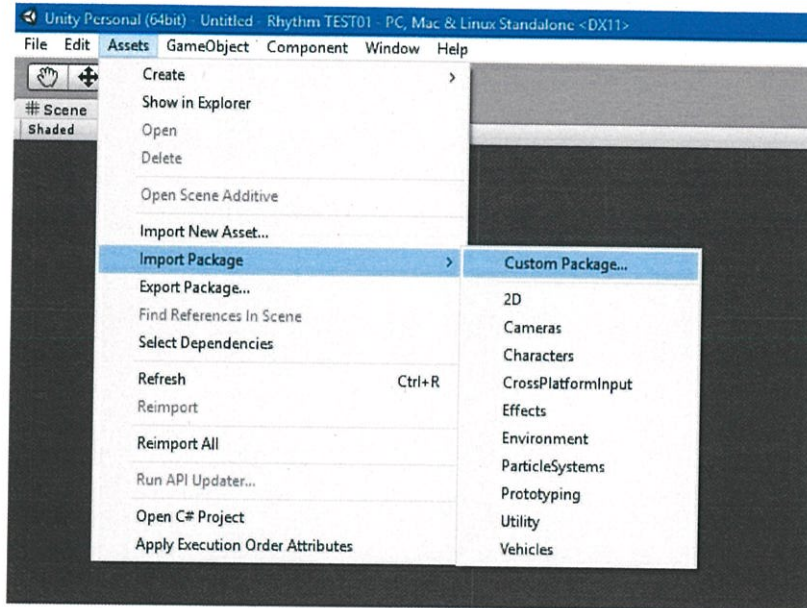 Unity Personal (64bit) - Untitled - Rhythm TEST01 - PC, Mac & Linux Standalone <DX11>
File Edit Assets GameObject Component Window Help
# Scene
Shaded
Create >
Show in Explorer
Open
Delete
Open Scene Additive
Import New Asset...
Import Package >
Export Package...
Find References In Scene
Select Dependencies
Refresh Ctrl+R
Reimport
Reimport All
Run API Updater...
Open C# Project
Apply Execution Order Attributes
Custom Package...
2D
Cameras
Characters
CrossPlatformInput
Effects
Environment
ParticleSystems
Prototyping
Utility
Vehicles